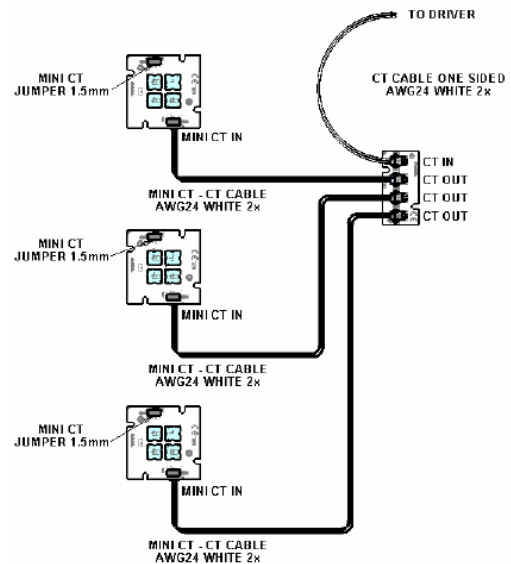 TO DRIVER
CT CABLE ONE SIDED
AWG24 WHITE 2x
MINI CT
JUMPER 1.5mm
MINI CT IN
CT IN
CT OUT
CT OUT
CT OUT
MINI CT - CT CABLE
AWG24 WHITE 2x
MINI CT
JUMPER 1.5mm
MINI CT IN
MINI CT - CT CABLE
AWG24 WHITE 2x
MINI CT
JUMPER 1.5mm
MINI CT IN
MINI CT - CT CABLE
AWG24 WHITE 2x